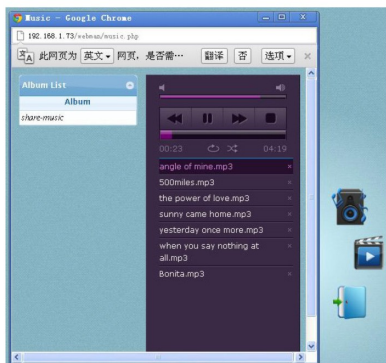 Music - Google Chrome
192.168.1.73/webman/music.php
此网页为 英文 网页，是否需… 翻译 否 选项
Album List
Album
share-music
00:23 04:19
angle of mine.mp3
500miles.mp3
the power of love.mp3
sunny came home.mp3
yesterday once more.mp3
when you say nothing at
all.mp3
Bonita.mp3